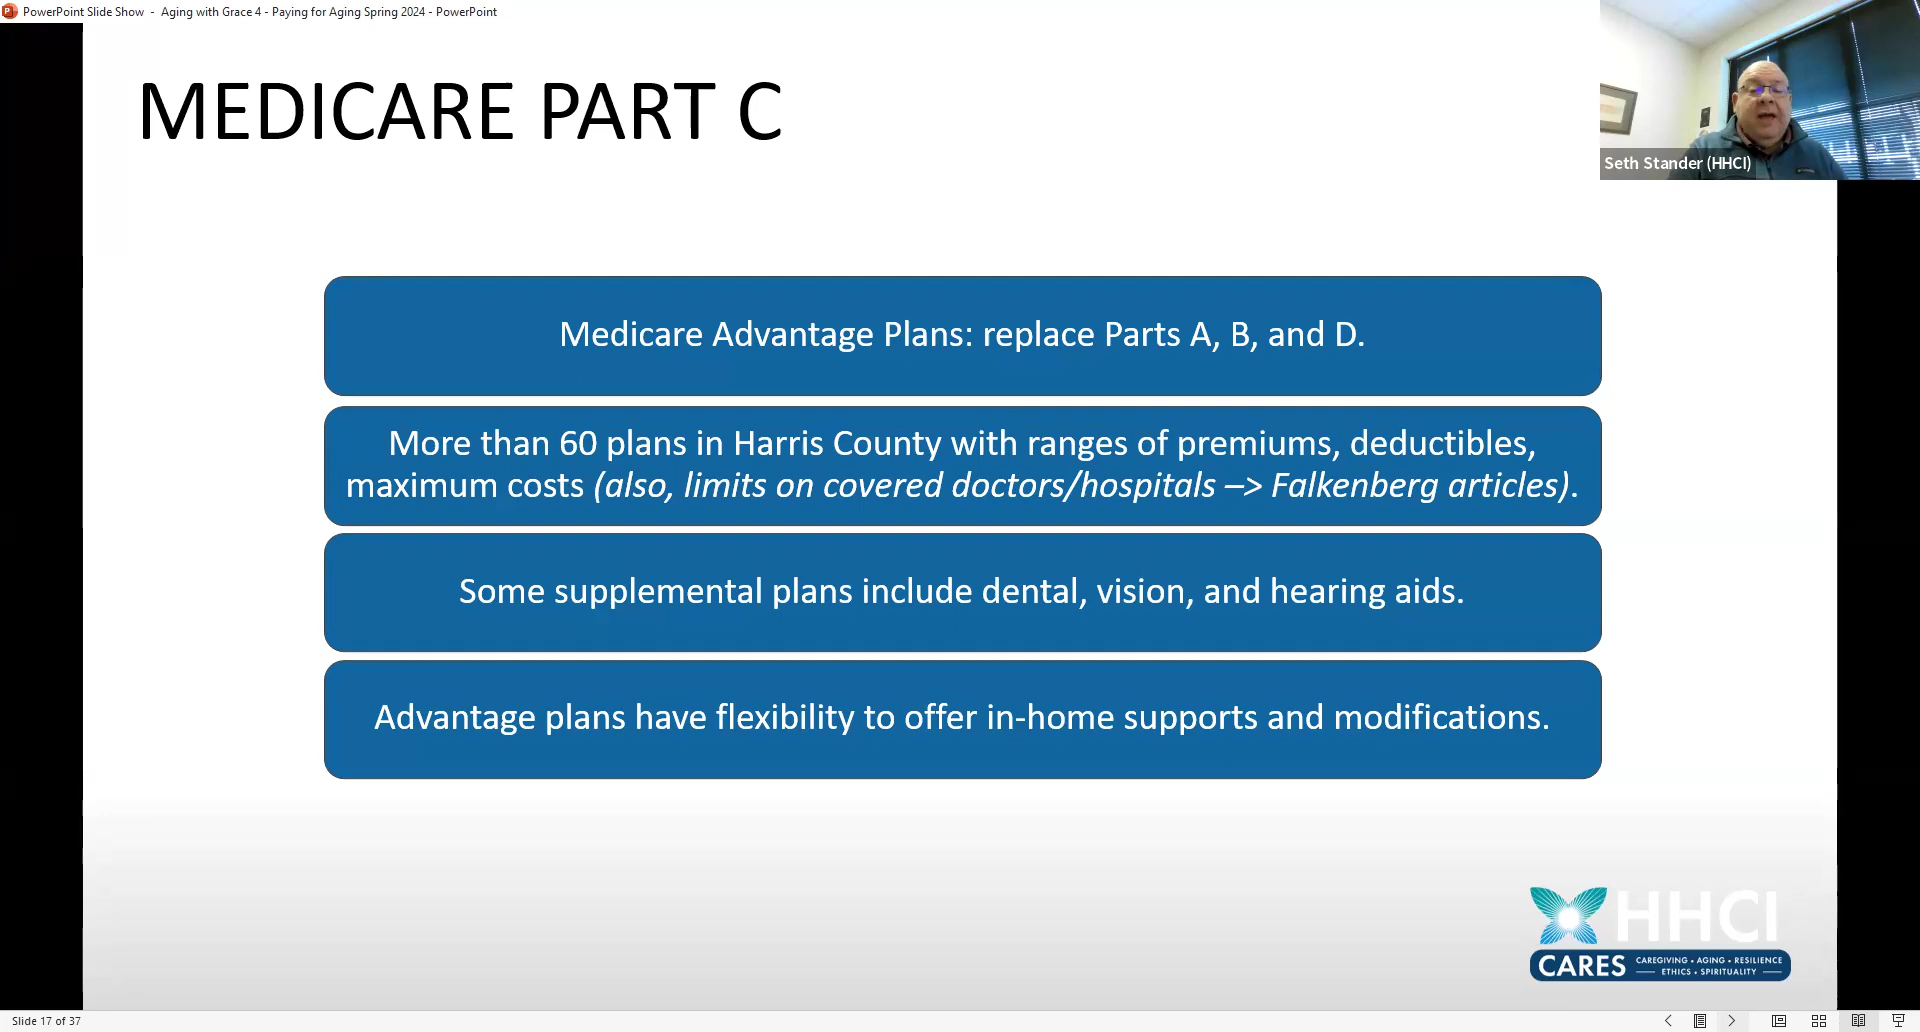 PowerPoint Slide Show - Aging with Grace 4 - Paying for Aging Spring 2024 - PowerPoint
MEDICARE PART C
Seth Stander (HHCI)
Medicare Advantage Plans: replace Parts A, B, and D.
More than 60 plans in Harris County with ranges of premiums, deductibles,
maximum costs (also, limits on covered doctors/hospitals –> Falkenberg articles).
Some supplemental plans include dental, vision, and hearing aids.
Advantage plans have flexibility to offer in-home supports and modifications.
HHCI
CARES
CAREGIVING • AGING • RESILIENCE
ETHICS • SPIRITUALITY
Slide 17 of 37